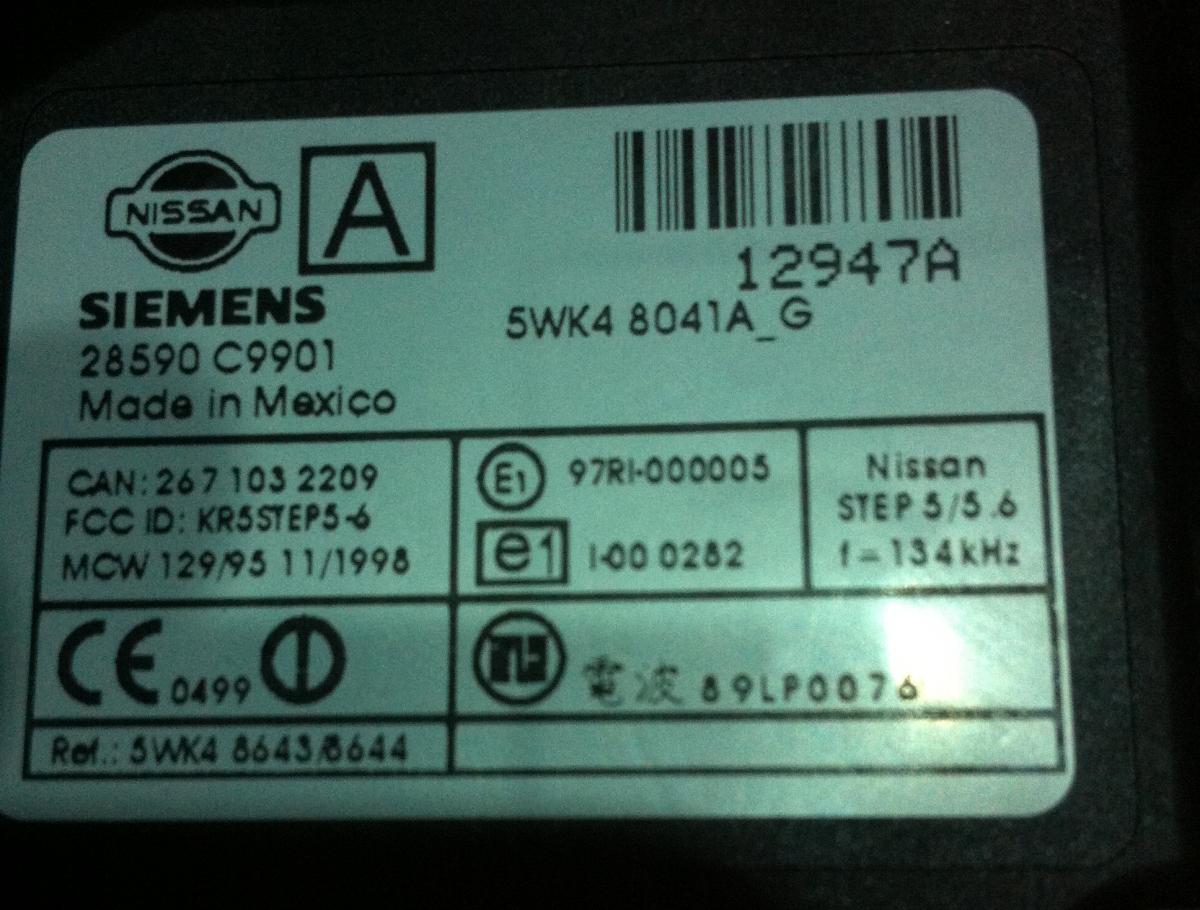 NISSAN
A
12947A
SIEMENS
5WK4 8041A_G
28590 C9901
Made in Mexico
CAN: 267 103 2209
FCC ID: KR5STEP5-6
MCW 129/95 11/1998
E1 97RI-000005
e1 I-00 0282
Nissan
STEP 5/5.6
f = 134kHz
CE 0499
電波 89LP0076
Ref.: 5WK4 8643/8644